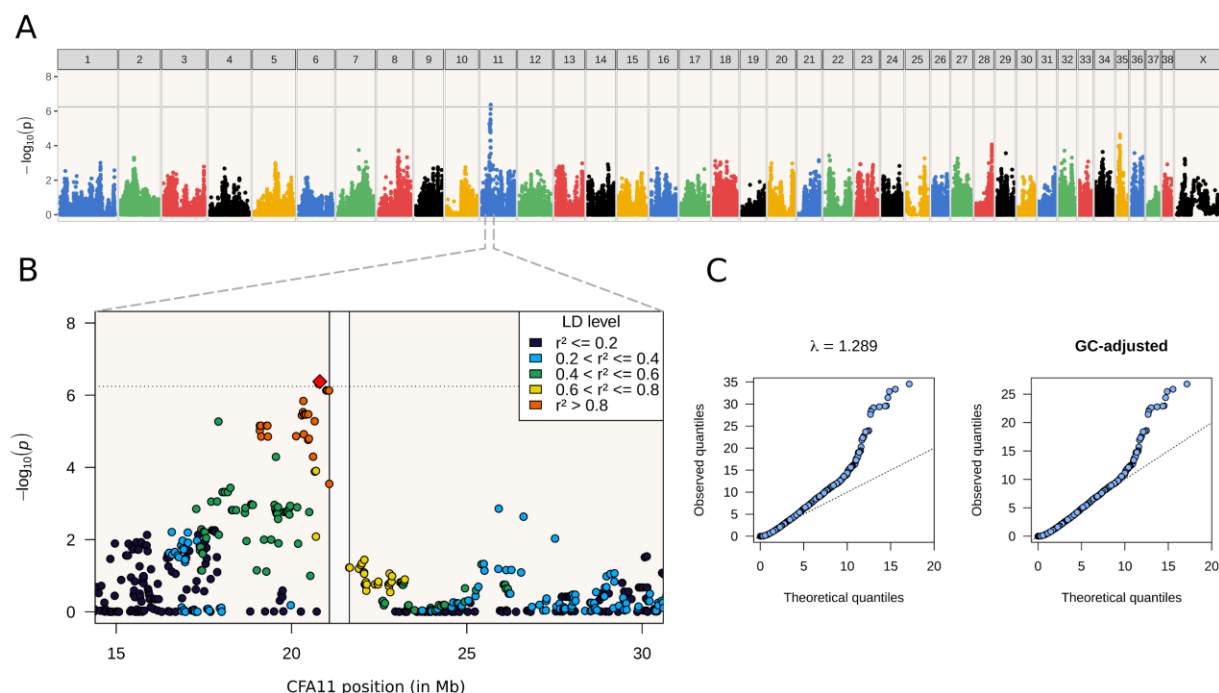 A
1 2 3 4 5 6 7 8 9 10 11 12 13 14 15 16 17 18 19 20 21 22 23 24 25 26 27 28 29 30 31 32 33 34 35 36 37 38 X
8
6
4
2
0
−log₁₀(p)
B
8
6
4
2
0
−log₁₀(p)
LD level
r² <= 0.2
0.2 < r² <= 0.4
0.4 < r² <= 0.6
0.6 < r² <= 0.8
r² > 0.8
15 20 25 30
CFA11 position (in Mb)
C
λ = 1.289
35
30
25
20
15
10
5
0
Observed quantiles
0 5 10 15 20
Theoretical quantiles
GC-adjusted
25
20
15
10
5
0
Observed quantiles
0 5 10 15 20
Theoretical quantiles